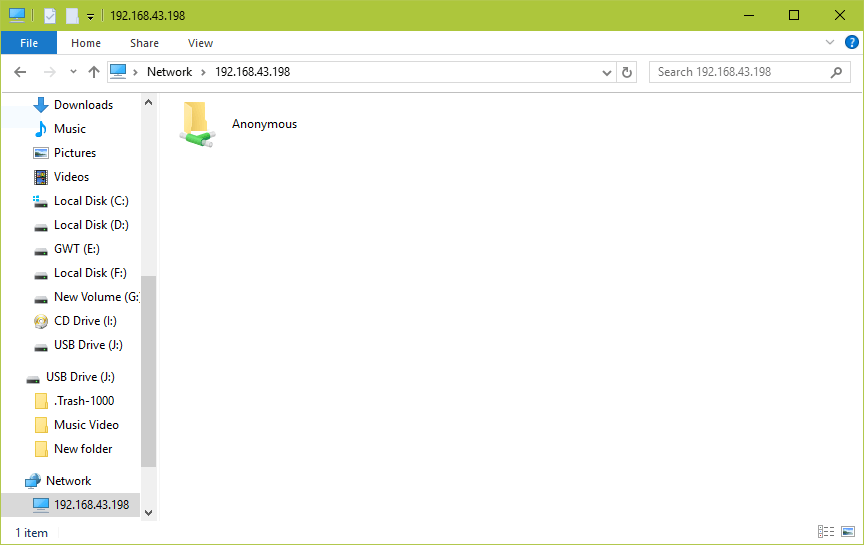 192.168.43.198
File
Home
Share
View
Network
192.168.43.198
Search 192.168.43.198
Downloads
Music
Pictures
Videos
Local Disk (C:)
Local Disk (D:)
GWT (E:)
Local Disk (F:)
New Volume (G:
CD Drive (I:)
USB Drive (J:)
USB Drive (J:)
.Trash-1000
Music Video
New folder
Network
192.168.43.198
Anonymous
1 item